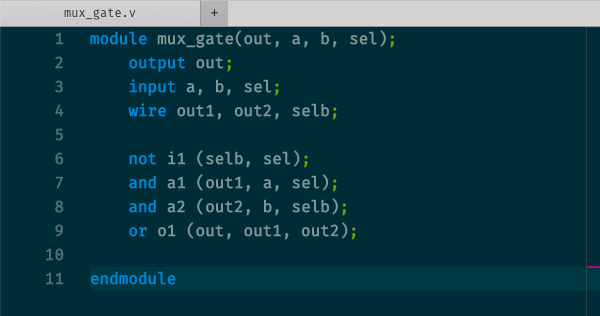 mux_gate.v +
1 module mux_gate(out, a, b, sel);
2 output out;
3 input a, b, sel;
4 wire out1, out2, selb;
5
6 not i1 (selb, sel);
7 and a1 (out1, a, sel);
8 and a2 (out2, b, selb);
9 or o1 (out, out1, out2);
10
11 endmodule